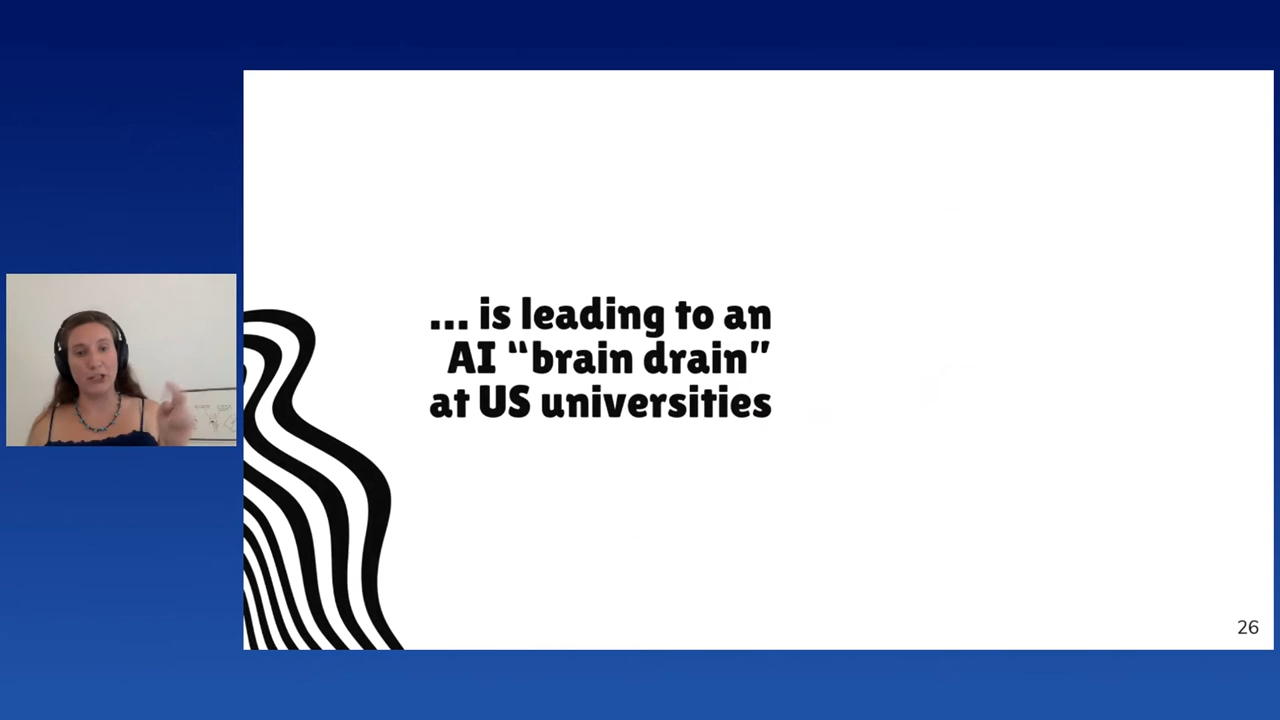 ... is leading to an
AI “brain drain”
at US universities
26